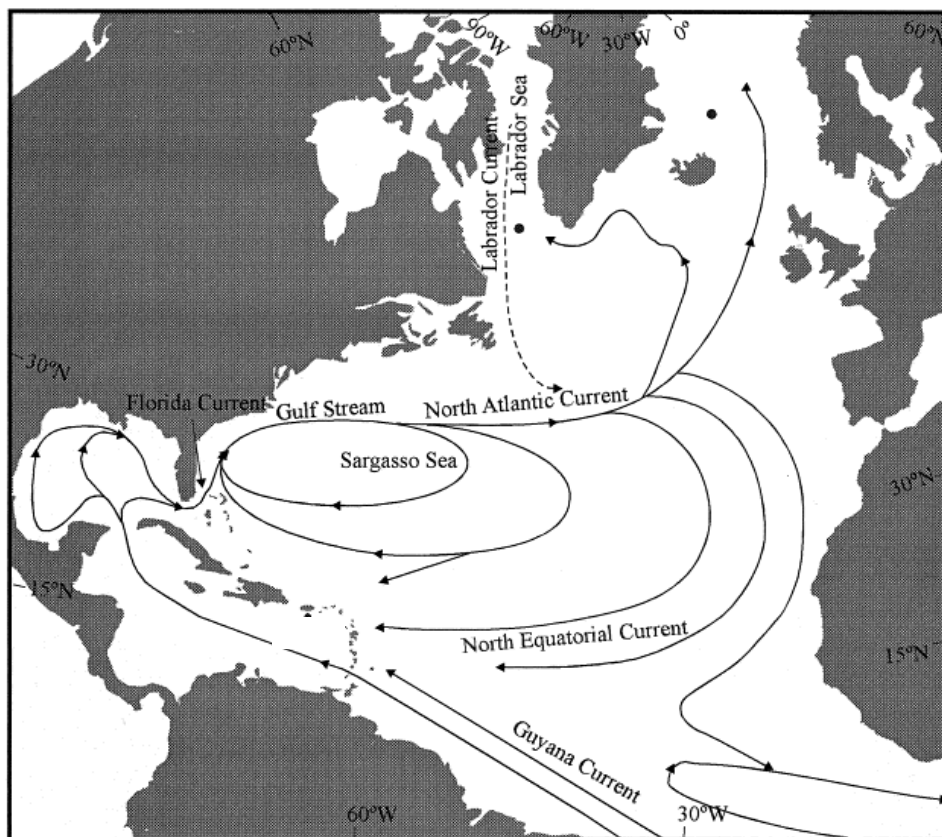 60°N
90°W
60°W
30°W
0°
60°N
Labrador Current
Labrador Sea
30°N
Florida Current
Gulf Stream
North Atlantic Current
Sargasso Sea
30°N
15°N
North Equatorial Current
15°N
Guyana Current
60°W
30°W